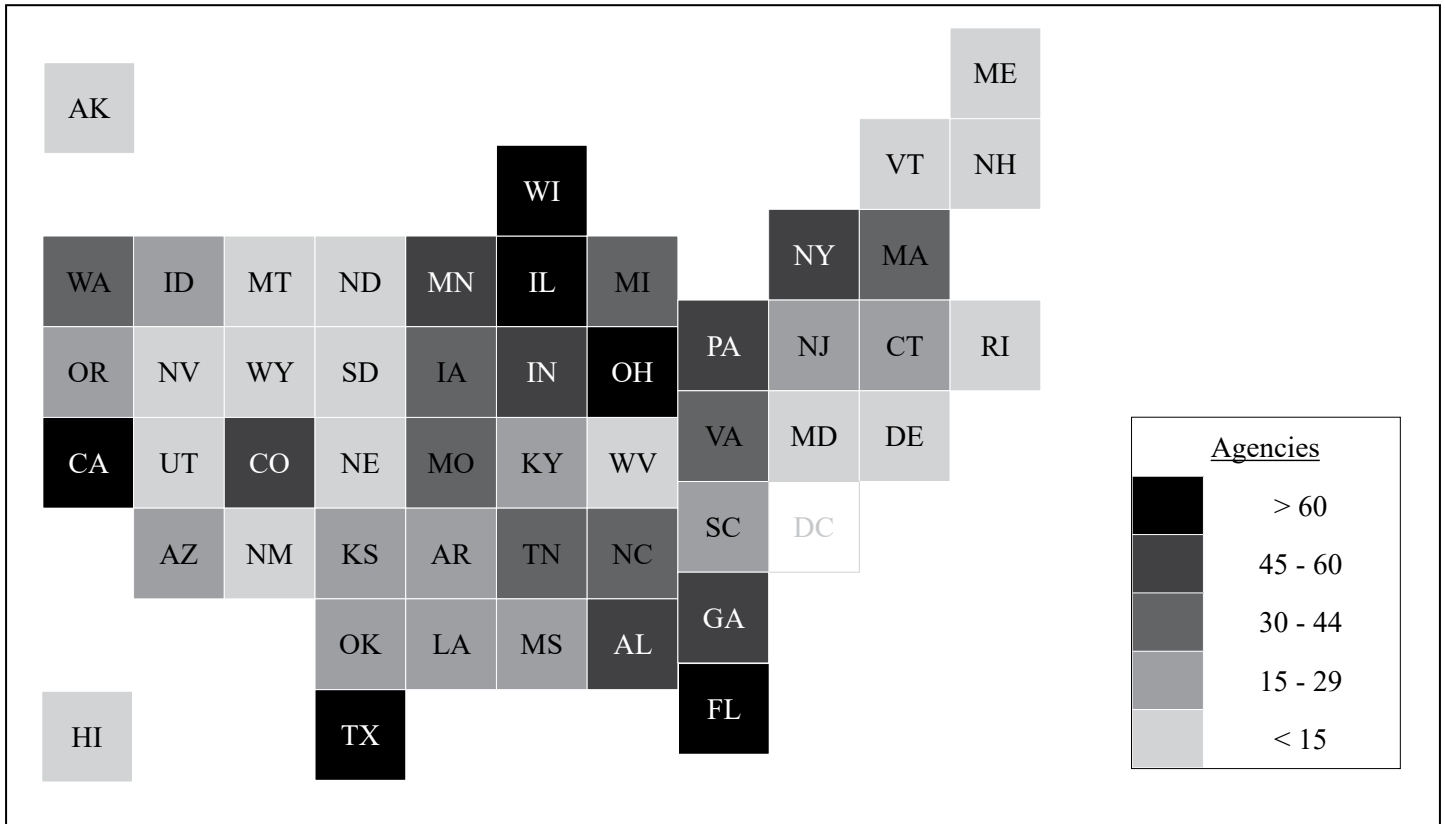 ME
AK
VT NH
WI
NY MA
WA ID MT ND MN IL MI
PA NJ CT RI
OR NV WY SD IA IN OH
VA MD DE
CA UT CO NE MO KY WV
Agencies
> 60
SC DC
AZ NM KS AR TN NC
45 - 60
GA
30 - 44
OK LA MS AL
15 - 29
FL
TX
HI
< 15